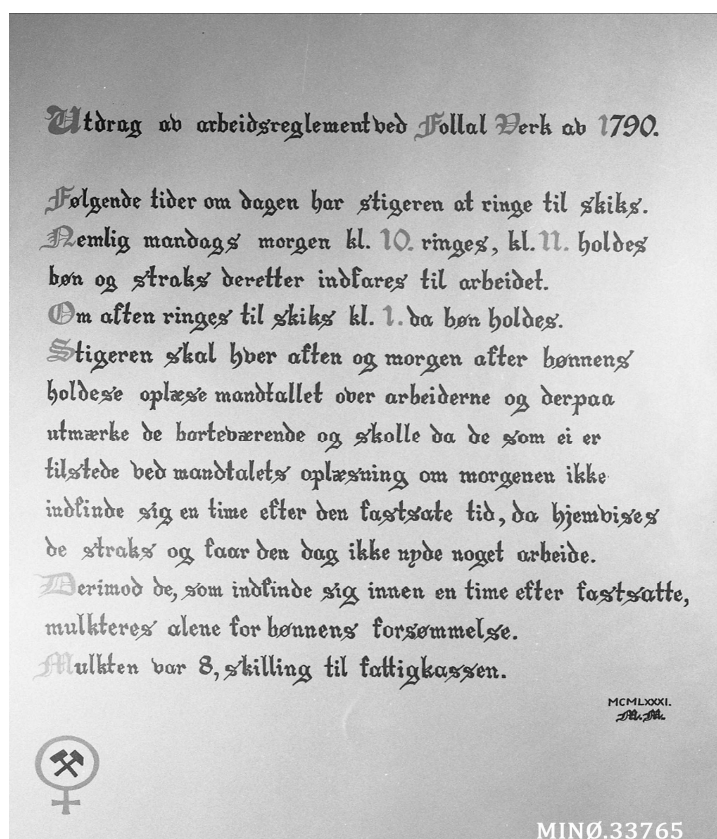 Utdrag av arbeidsreglementved Follal Verk av 1790.
Følgende tider om dagen har stigeren at ringe til skiks.
Nemlig mandags morgen kl. 10. ringes, kl. 11. holdes
bøn og straks deretter indfares til arbeidet.
Om aften ringes til skiks kl. 1. da bøn holdes.
Stigeren skal hver aften og morgen after bønnens
holdese oplæse mandtallet over arbeiderne og derpaa
utmærke de borteværende og skolle da de som ei er
tilstede ved mandtalets oplæsning om morgenen ikke
indfinde sig en time efter den fastsate tid, da hjemvises
de straks og faar den dag ikke nyde noget arbeide.
Derimod de, som indfinde sig innen en time efter fastsatte,
mulkteres alene for bønnens forsømmelse.
Mulkten var 8, skilling til fattigkassen.
MCMLXXXI.
M.M.
MINØ.33765